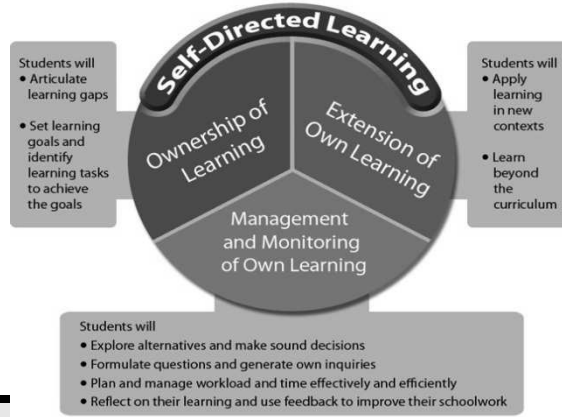 Self-Directed Learning
Students will
• Articulate
learning gaps
• Set learning
goals and
identify
learning tasks
to achieve
the goals
Ownership of
Learning
Extension of
Own Learning
Students will
• Apply
learning
in new
contexts
• Learn
beyond
the
curriculum
Management
and Monitoring
of Own Learning
Students will
• Explore alternatives and make sound decisions
• Formulate questions and generate own inquiries
• Plan and manage workload and time effectively and efficiently
• Reflect on their learning and use feedback to improve their schoolwork